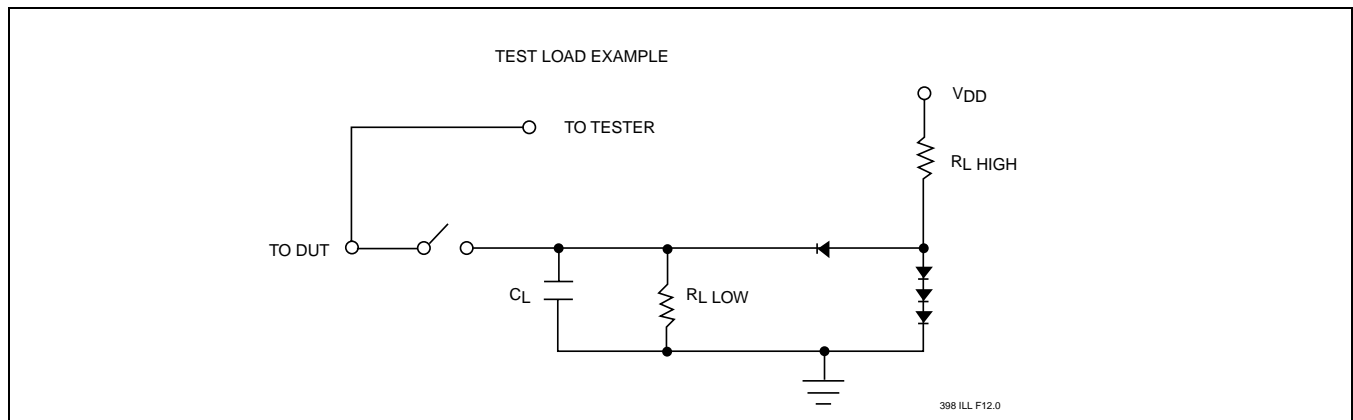 TEST LOAD EXAMPLE
VDD
TO TESTER
RL HIGH
TO DUT
CL
RL LOW
398 ILL F12.0